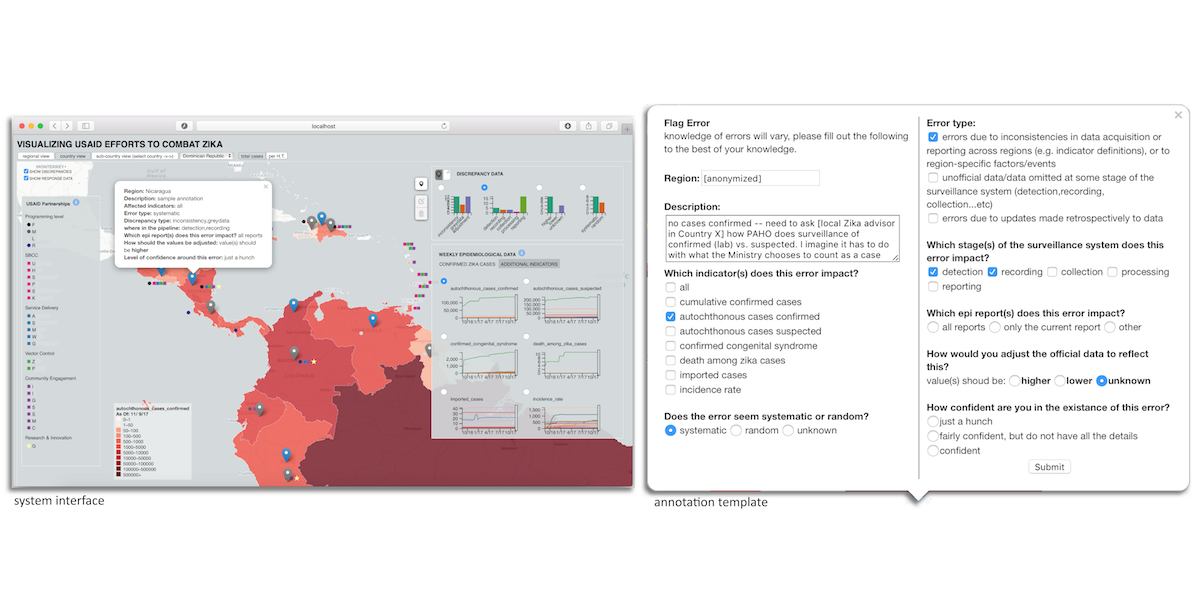 localhost
VISUALIZING USAID EFFORTS TO COMBAT ZIKA
regional view country view sub-country view (select country -->) Dominican Republic total cases per H.T.
MONTERREY
SHOW DISCREPANCIES
SHOW RESPONSE DATA
USAID Partnerships
Programming level
P
M
L
R
SBCC
U
H
S
P
S
E
Service Delivery
A
S
M
W
G
Vector Control
Z
P
Community Engagement
I
I
G
S
S
M
C
Research & Innovation
G
Region: Nicaragua
Description: sample annotation
Affected indicators: all
Error type: systematic
Discrepancy type: inconsistency,greydata
where in the pipeline: detection,recording
Which epi report(s) does this error impact? all reports
How should the values be adjusted: value(s) should
be higher
Level of confidence around this error: just a hunch
autochthonous_cases_confirmed
As Of: 11/ 9/17
0
1–50
50–100
100–500
500–1000
1000–5000
5000–10000
10000–50000
50000–100000
100000–500000
500000+
DISCREPANCY DATA
WEEKLY EPIDEMIOLOGICAL DATA
CONFIRMED ZIKA CASES ADDITIONAL INDICATORS
autochthonous_cases_confirmed
autochthonous_cases_suspected
confirmed_congenital_syndrome
death_among_zika_cases
imported_cases
incidence_rate
system interface
Flag Error
knowledge of errors will vary, please fill out the following
to the best of your knowledge.
Region: [anonymized]
Description:
no cases confirmed -- need to ask [local Zika advisor
in Country X] how PAHO does surveillance of
confirmed (lab) vs. suspected. I imagine it has to do
with what the Ministry chooses to count as a case
Which indicator(s) does this error impact?
all
cumulative confirmed cases
autochthonous cases confirmed
autochthonous cases suspected
confirmed congenital syndrome
death among zika cases
imported cases
incidence rate
Does the error seem systematic or random?
systematic random unknown
Error type:
errors due to inconsistencies in data acquisition or
reporting across regions (e.g. indicator definitions), or to
region-specific factors/events
unofficial data/data omitted at some stage of the
surveillance system (detection,recording,
collection...etc)
errors due to updates made retrospectively to data
Which stage(s) of the surveillance system does this
error impact?
detection recording collection processing
reporting
Which epi report(s) does this error impact?
all reports only the current report other
How would you adjust the official data to reflect
this?
value(s) shoud be: higher lower unknown
How confident are you in the existance of this error?
just a hunch
fairly confident, but do not have all the details
confident
Submit
annotation template